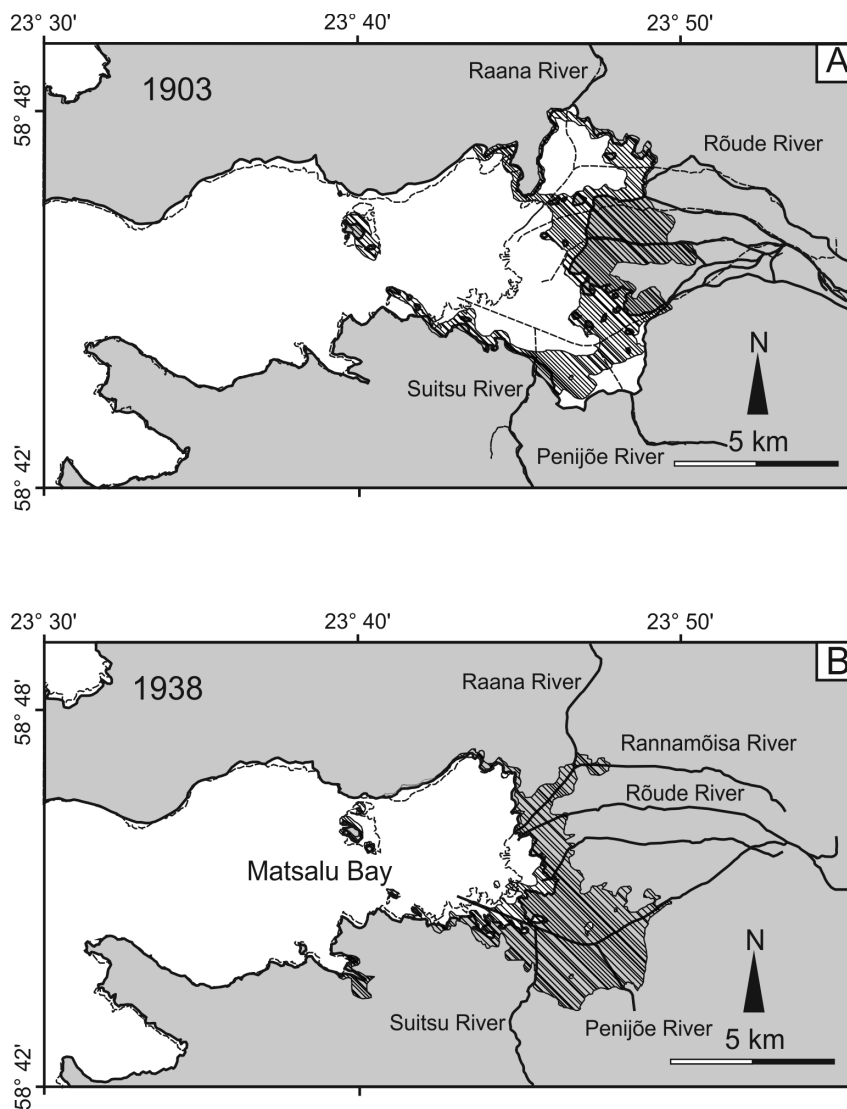 23° 30' 23° 40' 23° 50'
A
58° 48'
1903
Raana River
Rõude River
Suitsu River
N
5 km
Penijõe River
58° 42'
23° 30' 23° 40' 23° 50'
B
58° 48'
1938
Raana River
Rannamõisa River
Rõude River
Matsalu Bay
N
Suitsu River
Penijõe River
5 km
58° 42'